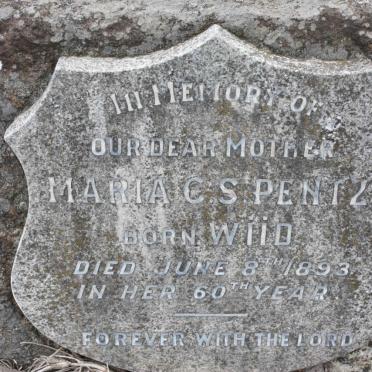 IN MEMORY OF
OUR DEAR MOTHER
MARIA C.S. PENTZ
BORN WIID
DIED JUNE 8TH 1893,
IN HER 60TH YEAR
FOREVER WITH THE LORD